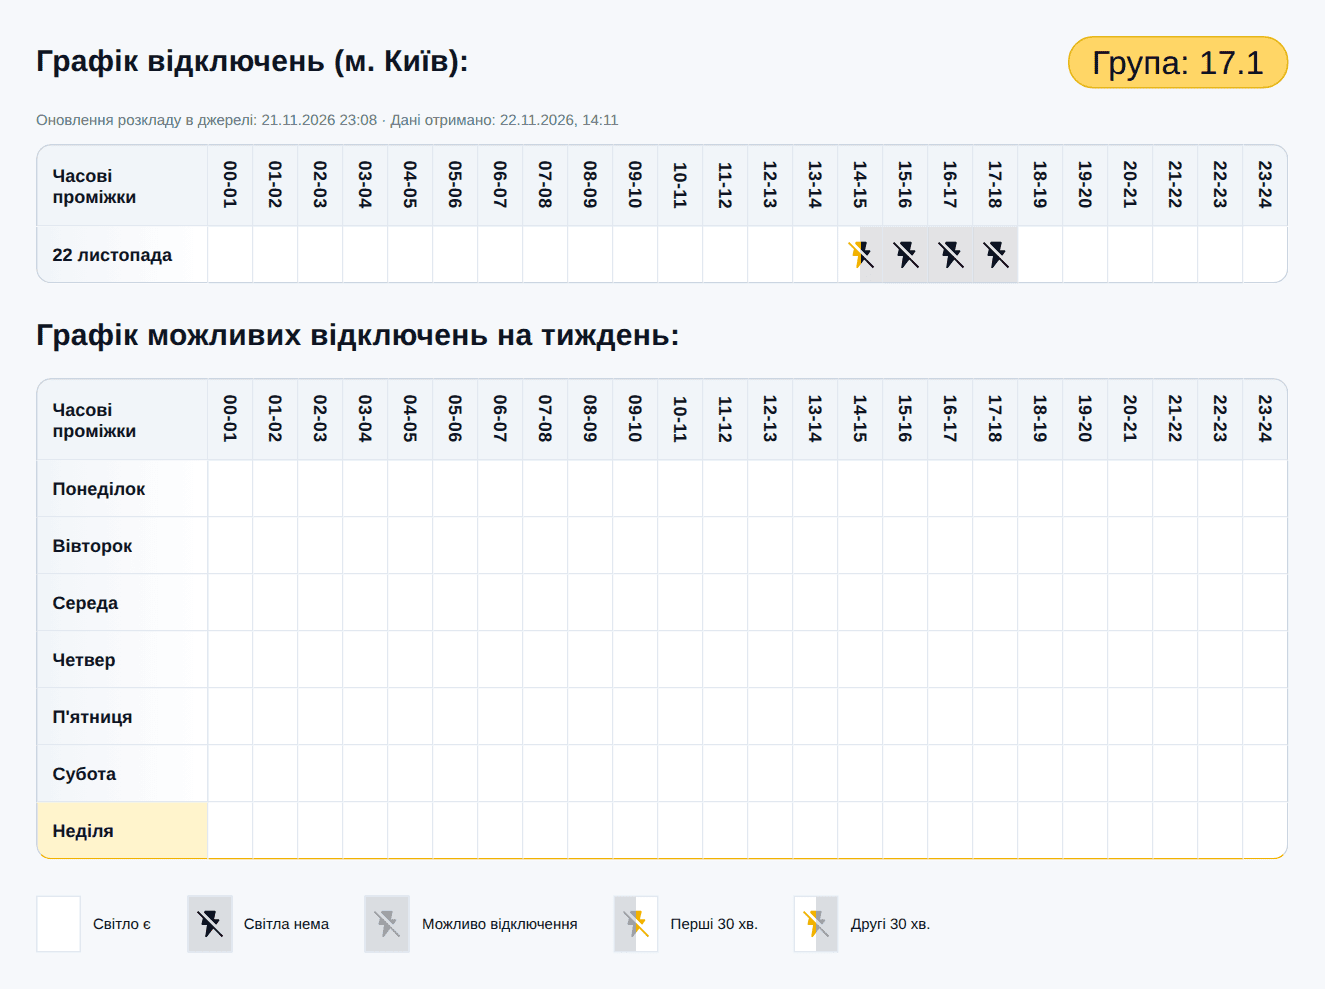 Графік відключень (м. Київ):
Група: 17.1
Оновлення розкладу в джерелі: 21.11.2026 23:08 · Дані отримано: 22.11.2026, 14:11
Часові
проміжки
00-01 01-02 02-03 03-04 04-05 05-06 06-07 07-08 08-09 09-10 10-11 11-12 12-13 13-14 14-15 15-16 16-17 17-18 18-19 19-20 20-21 21-22 22-23 23-24
22 листопада
Графік можливих відключень на тиждень:
Часові
проміжки
00-01 01-02 02-03 03-04 04-05 05-06 06-07 07-08 08-09 09-10 10-11 11-12 12-13 13-14 14-15 15-16 16-17 17-18 18-19 19-20 20-21 21-22 22-23 23-24
Понеділок
Вівторок
Середа
Четвер
П'ятниця
Субота
Неділя
Світло є
Світла нема
Можливо відключення
Перші 30 хв.
Другі 30 хв.